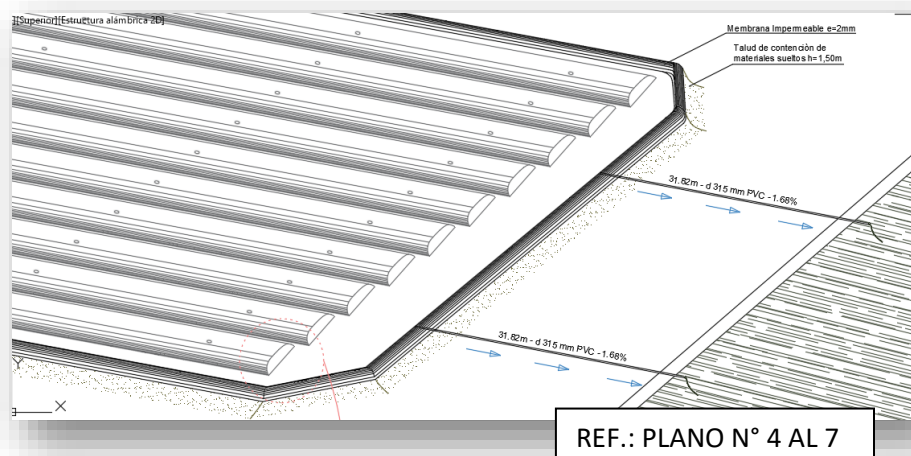 ][Superior][Estructura alámbrica 2D]
Membrana Impermeable e=2mm
Talud de contención de
materiales sueltos h=1,50m
31.82m - d 315 mm PVC - 1.68%
31.82m - d 315 mm PVC - 1.68%
Y
X
REF.: PLANO N° 4 AL 7